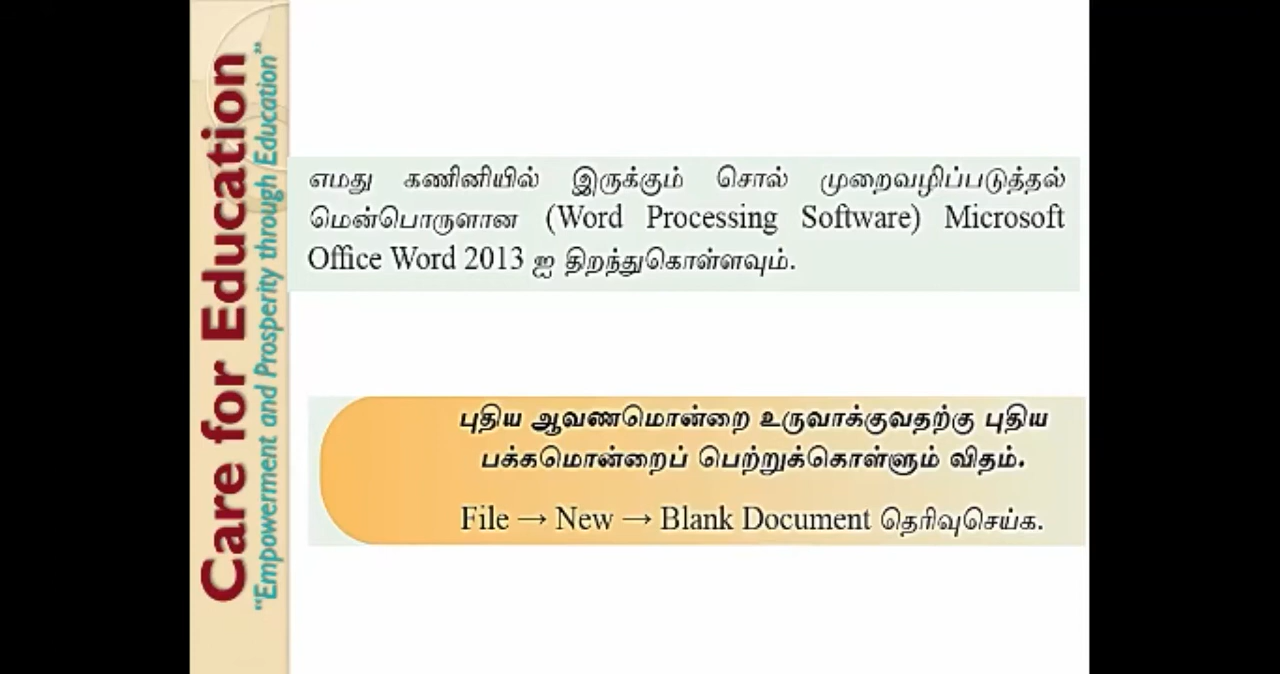 Care for Education
"Empowerment and Prosperity through Education"
எமது கணினியில் இருக்கும் சொல் முறைவழிப்படுத்தல்
மென்பொருளான (Word Processing Software) Microsoft
Office Word 2013 ஐ திறந்துகொள்ளவும்.
புதிய ஆவணமொன்றை உருவாக்குவதற்கு புதிய
பக்கமொன்றைப் பெற்றுக்கொள்ளும் விதம்.
File → New → Blank Document தெரிவுசெய்க.